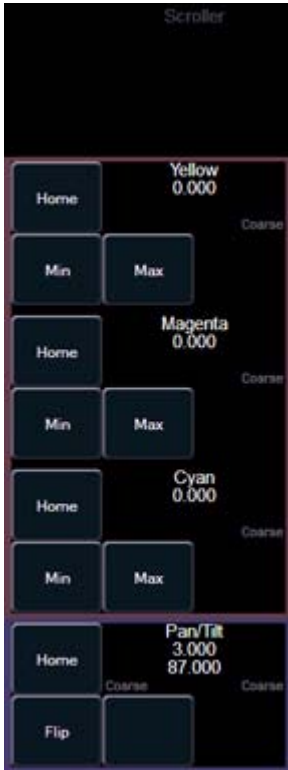 Scroller
Yellow
Home 0.000
Coarse
Min Max
Magenta
Home 0.000
Coarse
Min Max
Cyan
Home 0.000
Coarse
Min Max
Pan/Tilt
3.000
Home 87.000
Coarse Coarse
Flip